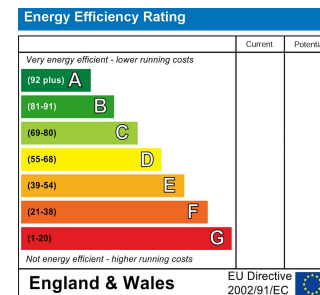 Energy Efficiency Rating
Current Potentia
Very energy efficient - lower running costs
(92 plus) A
(81-91) B
(69-80) C
(55-68) D
(39-54) E
(21-38) F
(1-20) G
Not energy efficient - higher running costs
England & Wales
EU Directive
2002/91/EC